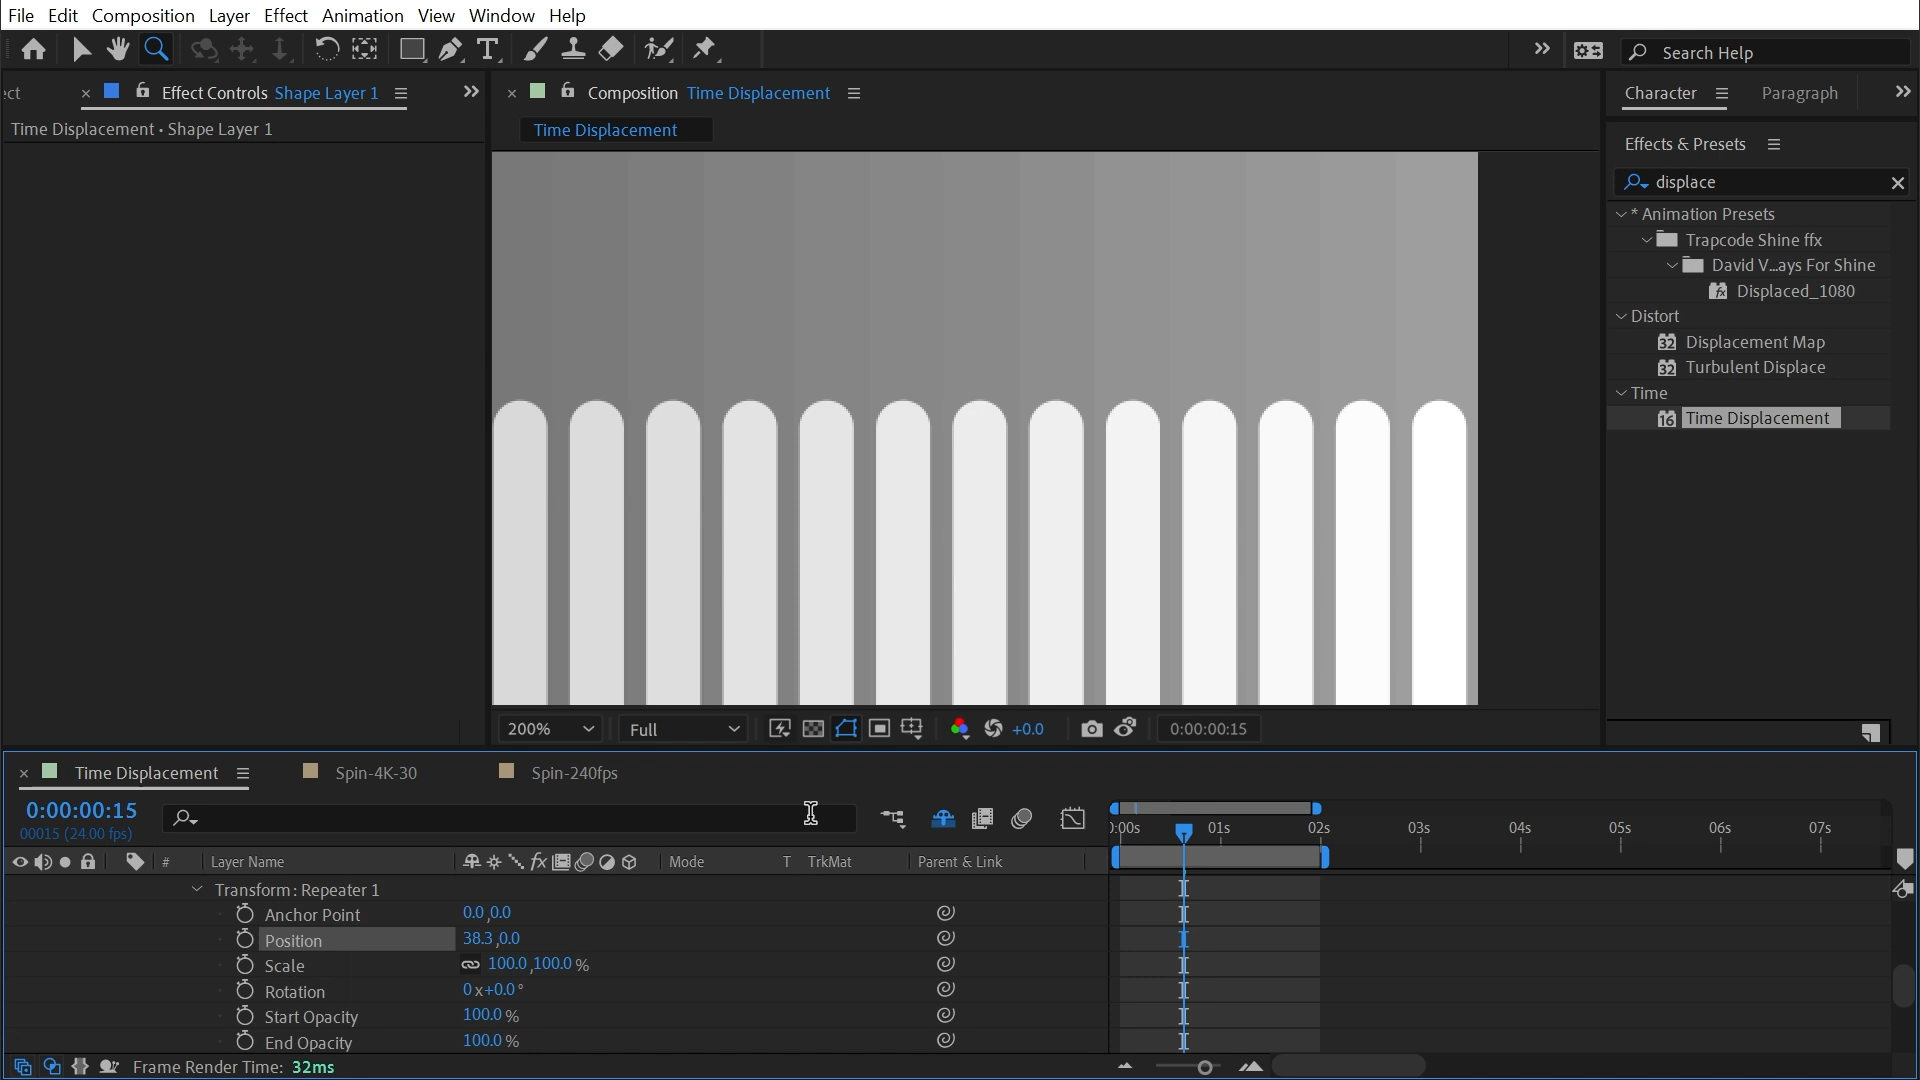 File Edit Composition Layer Effect Animation View Window Help
Search Help
ect × Effect Controls Shape Layer 1
Time Displacement • Shape Layer 1
× Composition Time Displacement
Time Displacement
Character Paragraph
Effects & Presets
displace
* Animation Presets
Trapcode Shine ffx
David V...ays For Shine
Displaced_1080
Distort
32 Displacement Map
32 Turbulent Displace
Time
16 Time Displacement
200% Full +0.0 0:00:00:15
× Time Displacement Spin-4K-30 Spin-240fps
0:00:00:15
00015 (24.00 fps)
):00s 01s 02s 03s 04s 05s 06s 07s
# Layer Name fx Mode T TrkMat Parent & Link
Transform: Repeater 1
Anchor Point 0.0,0.0
Position 38.3,0.0
Scale 100.0,100.0 %
Rotation 0x+0.0°
Start Opacity 100.0 %
End Opacity 100.0 %
Frame Render Time: 32ms